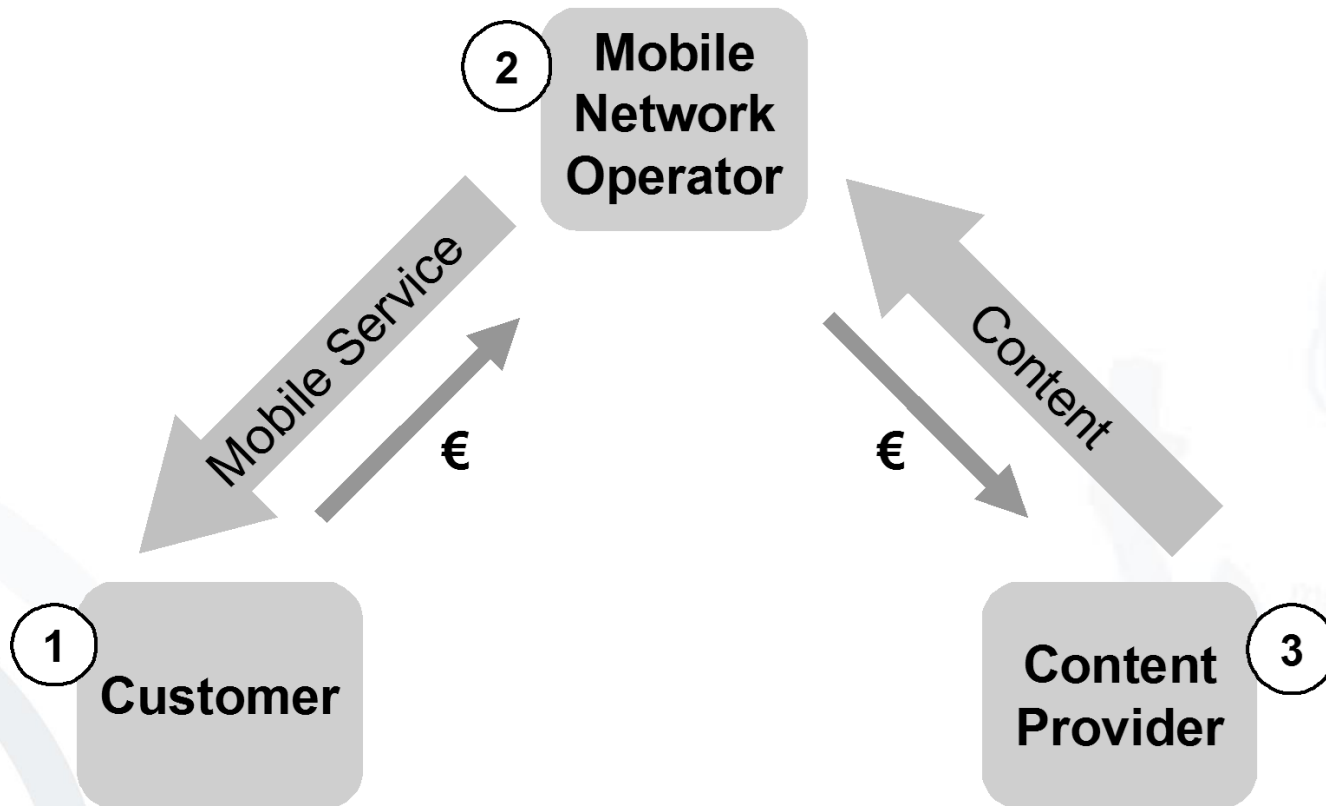 2
Mobile
Network
Operator
Mobile Service
€
€
Content
1
Customer
Content
Provider
3